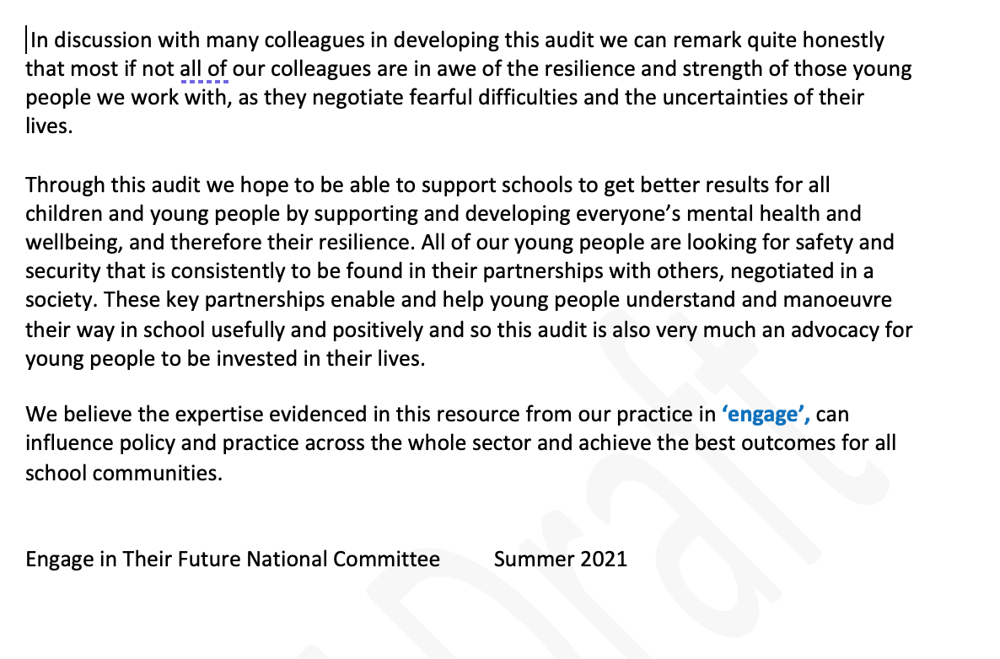 In discussion with many colleagues in developing this audit we can remark quite honestly
that most if not all of our colleagues are in awe of the resilience and strength of those young
people we work with, as they negotiate fearful difficulties and the uncertainties of their
lives.
Through this audit we hope to be able to support schools to get better results for all
children and young people by supporting and developing everyone’s mental health and
wellbeing, and therefore their resilience. All of our young people are looking for safety and
security that is consistently to be found in their partnerships with others, negotiated in a
society. These key partnerships enable and help young people understand and manoeuvre
their way in school usefully and positively and so this audit is also very much an advocacy for
young people to be invested in their lives.
We believe the expertise evidenced in this resource from our practice in ‘engage’, can
influence policy and practice across the whole sector and achieve the best outcomes for all
school communities.
Engage in Their Future National Committee Summer 2021
Draft